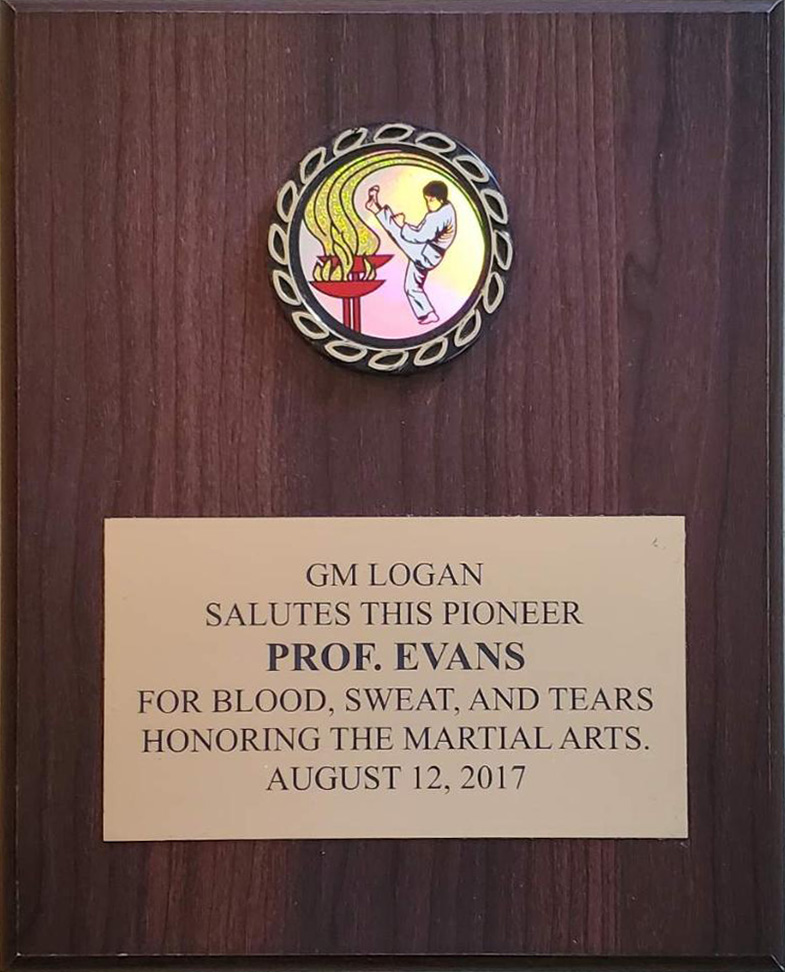 GM LOGAN
SALUTES THIS PIONEER
PROF. EVANS
FOR BLOOD, SWEAT, AND TEARS
HONORING THE MARTIAL ARTS.
AUGUST 12, 2017